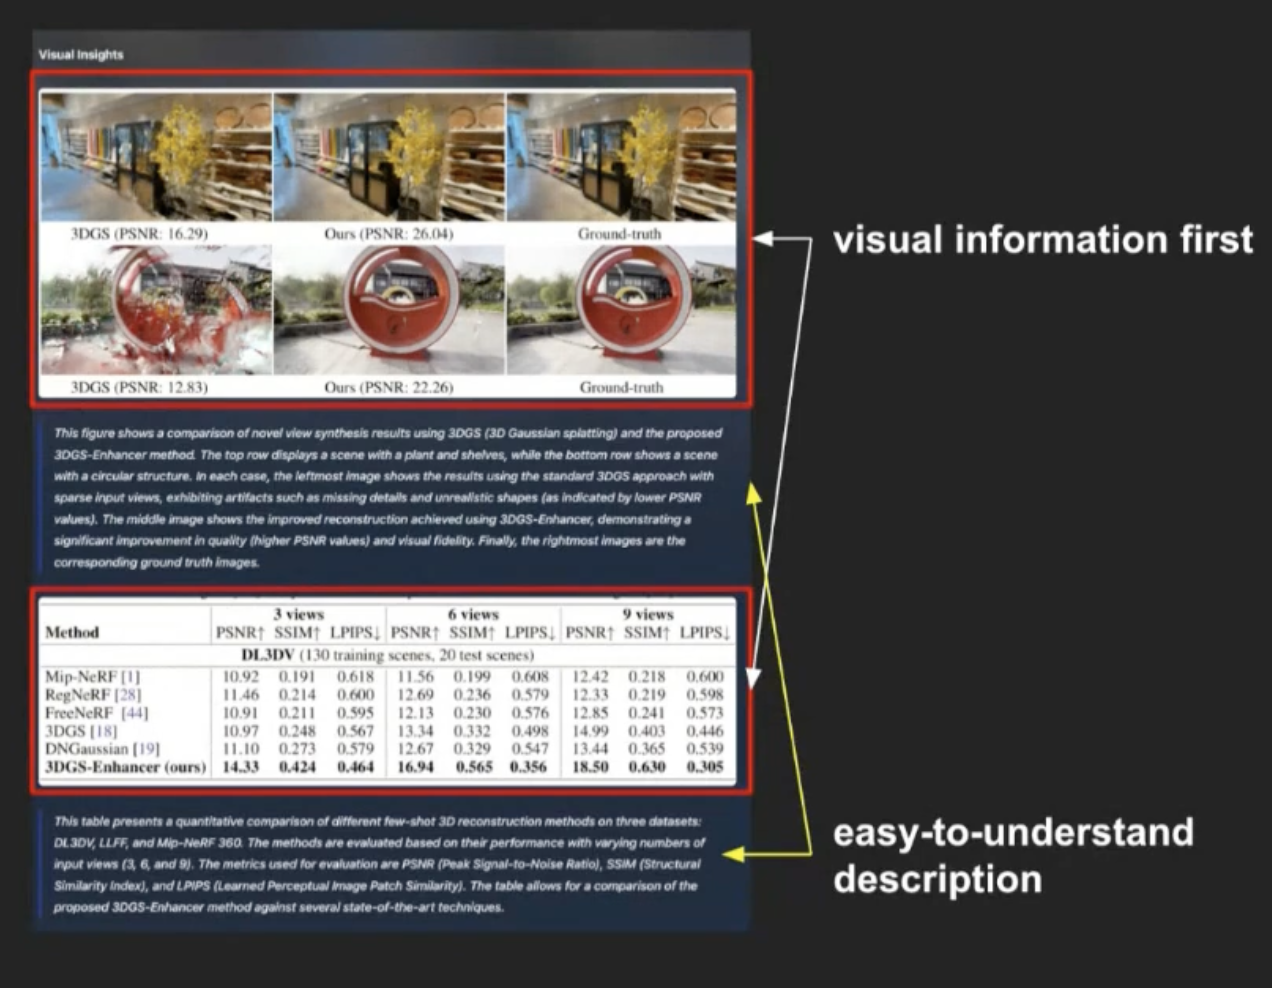 Visual Insights
3DGS (PSNR: 16.29) Ours (PSNR: 26.04) Ground-truth
3DGS (PSNR: 12.83) Ours (PSNR: 22.26) Ground-truth
visual information first
This figure shows a comparison of novel view synthesis results using 3DGS (3D Gaussian splatting) and the proposed
3DGS-Enhancer method. The top row displays a scene with a plant and shelves, while the bottom row shows a scene
with a circular structure. In each case, the leftmost image shows the results using the standard 3DGS approach with
sparse input views, exhibiting artifacts such as missing details and unrealistic shapes (as indicated by lower PSNR
values). The middle image shows the improved reconstruction achieved using 3DGS-Enhancer, demonstrating a
significant improvement in quality (higher PSNR values) and visual fidelity. Finally, the rightmost images are the
corresponding ground truth images.
3 views 6 views 9 views
Method PSNR↑ SSIM↑ LPIPS↓ PSNR↑ SSIM↑ LPIPS↓ PSNR↑ SSIM↑ LPIPS↓
DL3DV (130 training scenes, 20 test scenes)
Mip-NeRF [1] 10.92 0.191 0.618 11.56 0.199 0.608 12.42 0.218 0.600
RegNeRF [28] 11.46 0.214 0.600 12.69 0.236 0.579 12.33 0.219 0.598
FreeNeRF [44] 10.91 0.211 0.595 12.13 0.230 0.576 12.85 0.241 0.573
3DGS [18] 10.97 0.248 0.567 13.34 0.332 0.498 14.99 0.403 0.446
DNGaussian [19] 11.10 0.273 0.579 12.67 0.329 0.547 13.44 0.365 0.539
3DGS-Enhancer (ours) 14.33 0.424 0.464 16.94 0.565 0.356 18.50 0.630 0.305
This table presents a quantitative comparison of different few-shot 3D reconstruction methods on three datasets:
DL3DV, LLFF, and Mip-NeRF 360. The methods are evaluated based on their performance with varying numbers of
input views (3, 6, and 9). The metrics used for evaluation are PSNR (Peak Signal-to-Noise Ratio), SSIM (Structural
Similarity Index), and LPIPS (Learned Perceptual Image Patch Similarity). The table allows for a comparison of the
proposed 3DGS-Enhancer method against several state-of-the-art techniques.
easy-to-understand
description